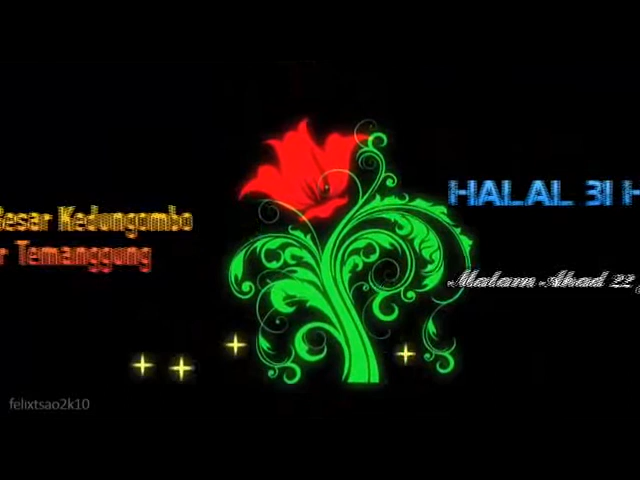 Besar Kedungombo
r Temanggung
HALAL BI H
Malam Ahad 22
felixtsao2k10